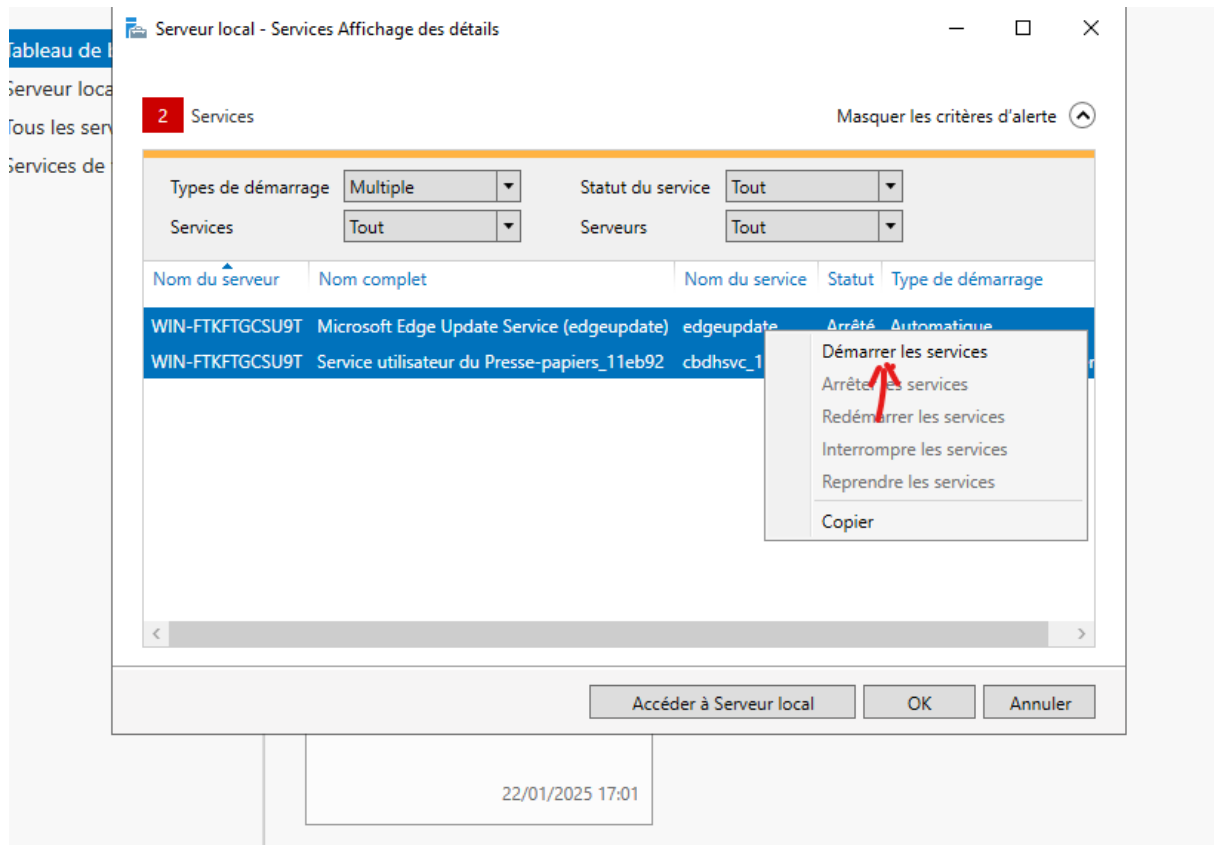 Serveur local - Services Affichage des détails
Tableau de
Serveur loca
Tous les serv
Services de
2 Services Masquer les critères d'alerte
Types de démarrage Multiple Statut du service Tout
Services Tout Serveurs Tout
Nom du serveur Nom complet Nom du service Statut Type de démarrage
WIN-FTKFTGCSU9T Microsoft Edge Update Service (edgeupdate) edgeupdate Arrêté Automatique
WIN-FTKFTGCSU9T Service utilisateur du Presse-papiers_11eb92 cbdhsvc_1
Démarrer les services
Arrêter les services
Redémarrer les services
Interrompre les services
Reprendre les services
Copier
Accéder à Serveur local OK Annuler
22/01/2025 17:01